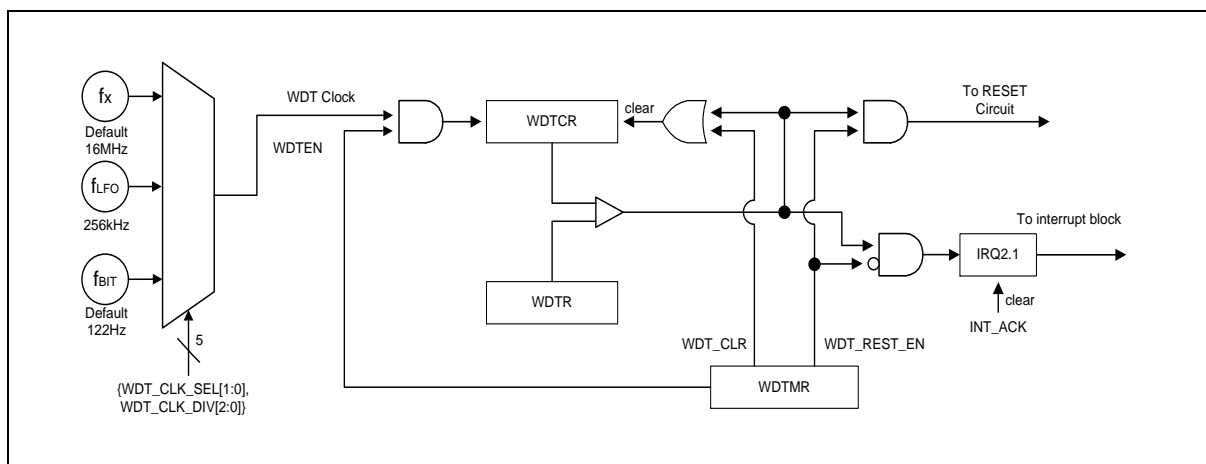 fx
Default
16MHz
fLFO
256kHz
fBIT
Default
122Hz
5
{WDT_CLK_SEL[1:0],
WDT_CLK_DIV[2:0]}
WDT Clock
WDTEN
WDTCR
clear
WDTR
To RESET
Circuit
To interrupt block
IRQ2.1
clear
INT_ACK
WDT_CLR
WDT_REST_EN
WDTMR